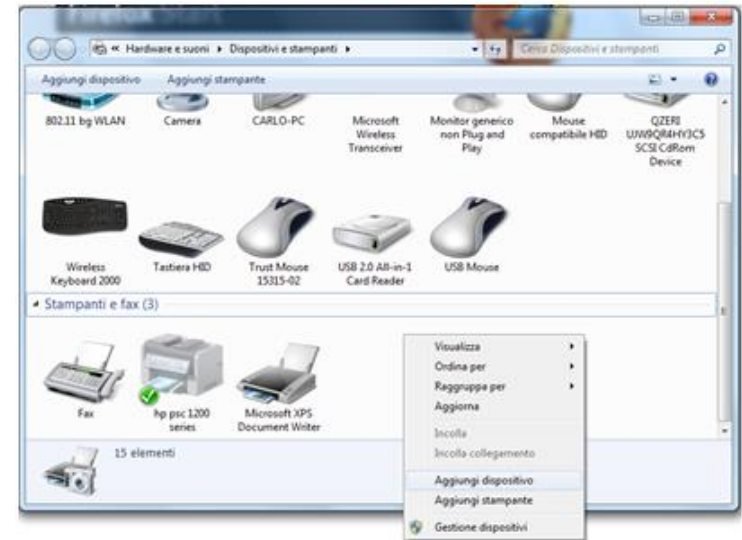 Firefox Start
« Hardware e suoni ▸ Dispositivi e stampanti ▸
Cerca Dispositivi e stampanti
Aggiungi dispositivo
Aggiungi stampante
802.11 bg WLAN
Camera
CARLO-PC
Microsoft
Wireless
Transceiver
Monitor generico
non Plug and
Play
Mouse
compatibile HID
QZERI
UJW9QR4HY3C5
SCSI CdRom
Device
Wireless
Keyboard 2000
Tastiera HID
Trust Mouse
15315-02
USB 2.0 All-in-1
Card Reader
USB Mouse
Stampanti e fax (3)
Fax
hp psc 1200
series
Microsoft XPS
Document Writer
15 elementi
Visualizza
Ordina per
Raggruppa per
Aggiorna
Incolla
Incolla collegamento
Aggiungi dispositivo
Aggiungi stampante
Gestione dispositivi